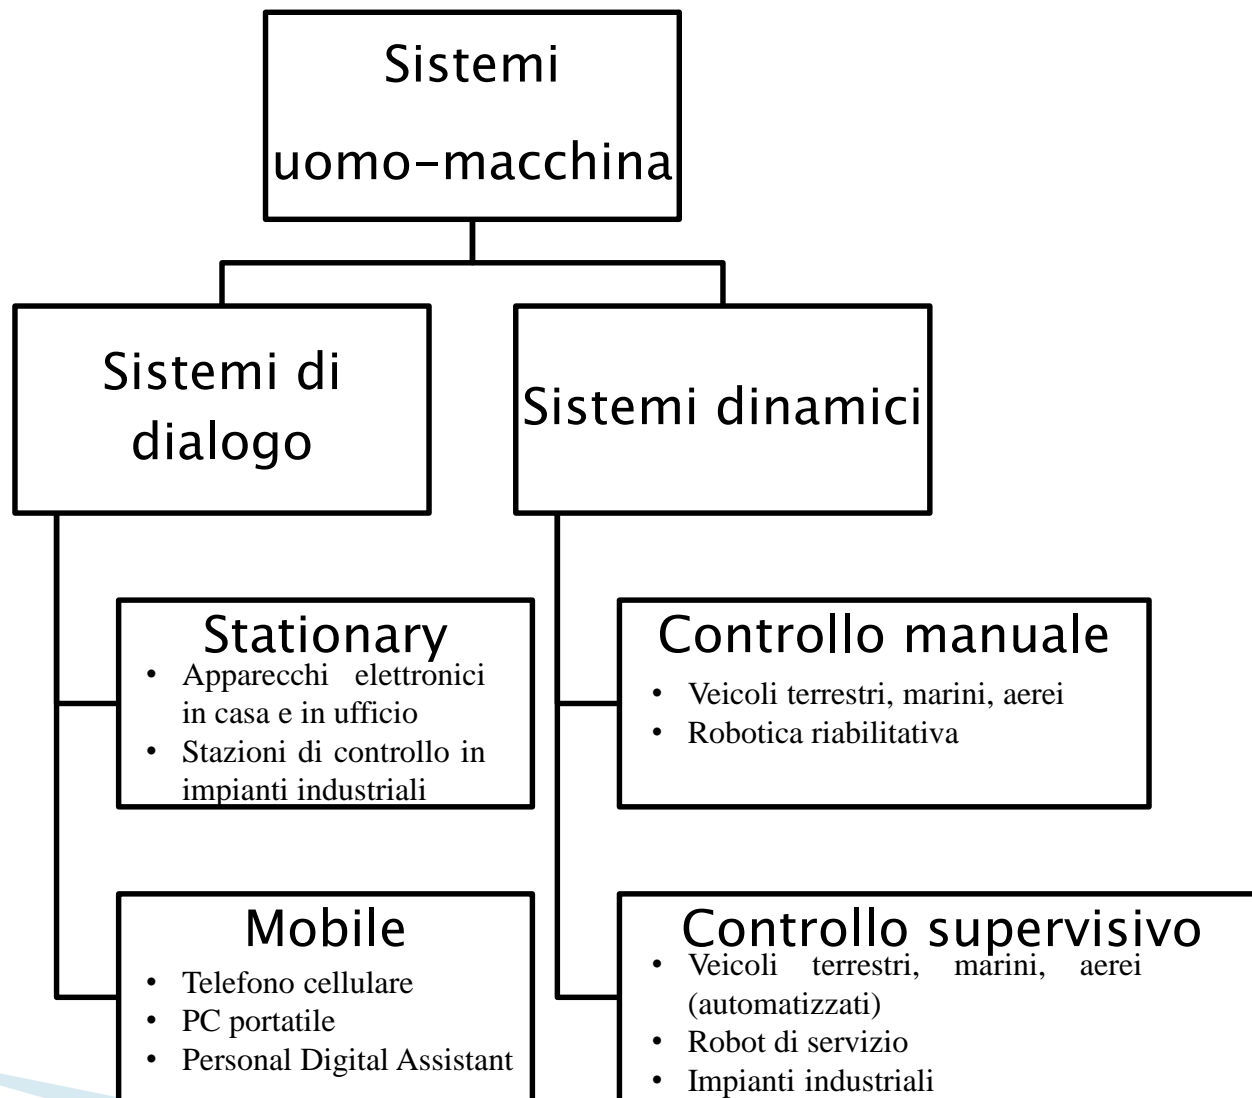 Sistemi
uomo-macchina
Sistemi di
dialogo
Sistemi dinamici
Stationary
• Apparecchi elettronici
in casa e in ufficio
• Stazioni di controllo in
impianti industriali
Controllo manuale
• Veicoli terrestri, marini, aerei
• Robotica riabilitativa
Mobile
• Telefono cellulare
• PC portatile
• Personal Digital Assistant
Controllo supervisivo
• Veicoli terrestri, marini, aerei
(automatizzati)
• Robot di servizio
• Impianti industriali